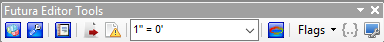 Futura Editor Tools
1" = 0' Flags {..}